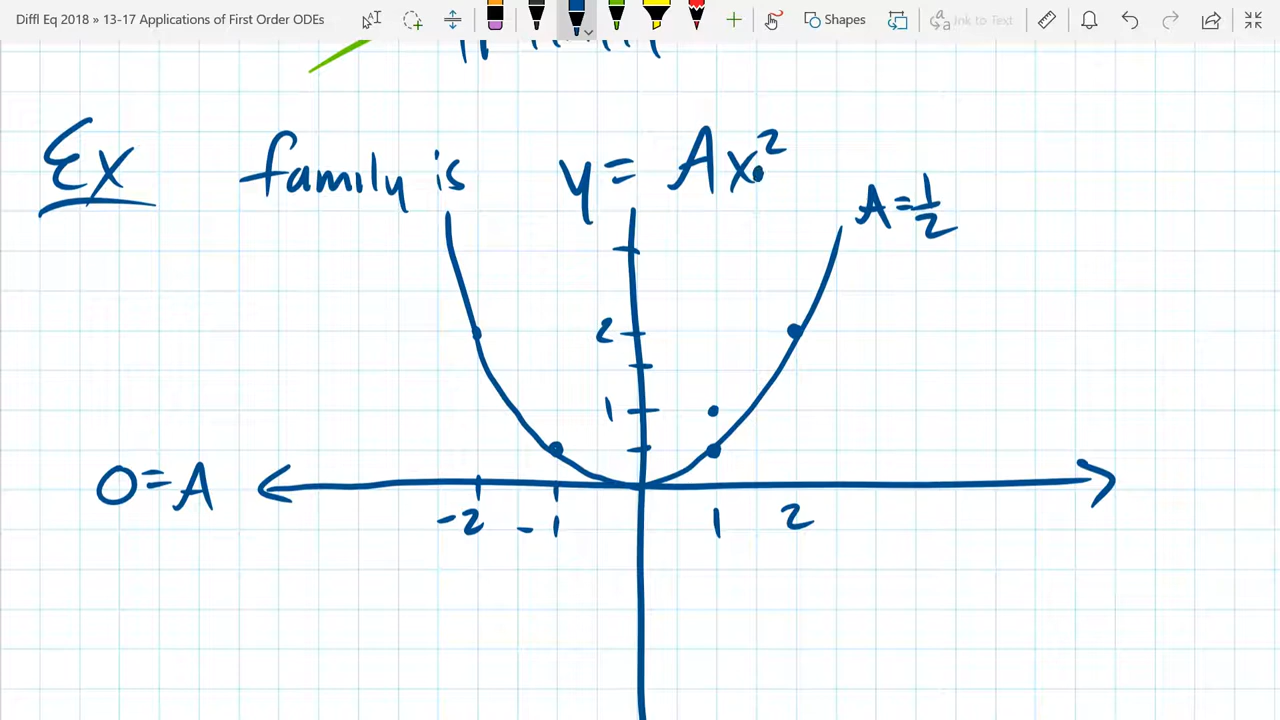 Diffl Eq 2018 » 13-17 Applications of First Order ODEs
Shapes
Ink to Text
Ex family is y = Ax²
A = 1/2
2
1
0 = A
-2 -1 1 2